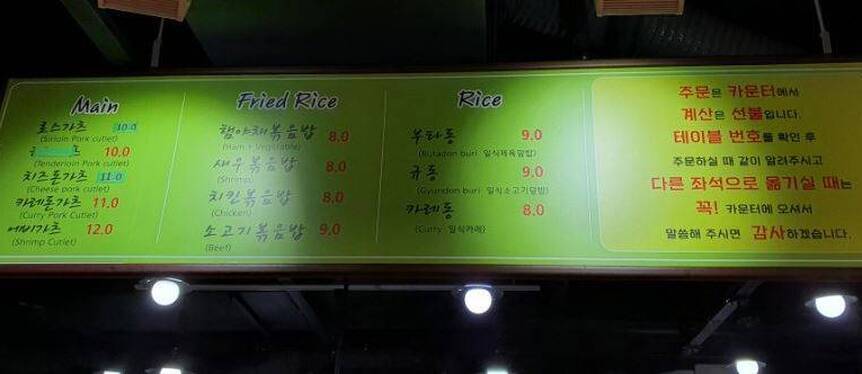 Main
로스가츠 10.0
(Sirloin Pork cutlet)
10.0
(Tenderloin Pork cutlet)
치즈돈가츠 11.0
(Cheese pork cutlet)
카레돈가츠 11.0
(Curry Pork Cutlet)
에비가츠 12.0
(Shrimp Cutlet)
Fried Rice
햄야채볶음밥 8.0
(Ham + Vegetable)
새우볶음밥 8.0
(Shrimp)
치킨볶음밥 8.0
(Chicken)
소고기볶음밥 9.0
(Beef)
Rice
부타동 9.0
(Butadon buri 일식제육덮밥)
규동 9.0
(Gyundon buri 일식소고기덮밥)
카레동 8.0
(Curry 일식카레)
주문은 카운터에서
계산은 선불입니다.
테이블 번호를 확인 후
주문하실 때 같이 알려주시고
다른 좌석으로 옮기실 때는
꼭! 카운터에 오셔서
말씀해 주시면 감사하겠습니다.